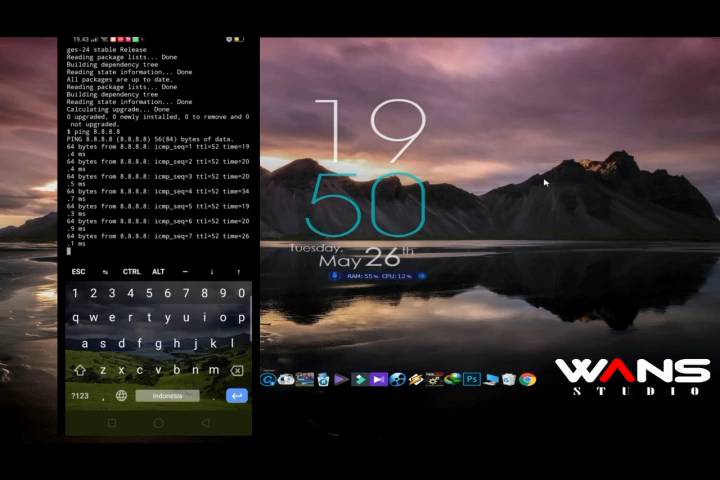 19.43
ges-24 stable Release
Reading package lists... Done
Building dependency tree
Reading state information... Done
All packages are up to date.
Reading package lists... Done
Building dependency tree
Reading state information... Done
Calculating upgrade... Done
0 upgraded, 0 newly installed, 0 to remove and 0
not upgraded.
$ ping 8.8.8.8
PING 8.8.8.8 (8.8.8.8) 56(84) bytes of data.
64 bytes from 8.8.8.8: icmp_seq=1 ttl=52 time=19
.4 ms
64 bytes from 8.8.8.8: icmp_seq=2 ttl=52 time=20
.4 ms
64 bytes from 8.8.8.8: icmp_seq=3 ttl=52 time=20
.5 ms
64 bytes from 8.8.8.8: icmp_seq=4 ttl=52 time=34
.7 ms
64 bytes from 8.8.8.8: icmp_seq=5 ttl=52 time=19
.3 ms
64 bytes from 8.8.8.8: icmp_seq=6 ttl=52 time=20
.9 ms
64 bytes from 8.8.8.8: icmp_seq=7 ttl=52 time=26
.1 ms
ESC CTRL ALT — ↓ ↑
1 2 3 4 5 6 7 8 9 0
q w e r t y u i o p
a s d f g h j k l
z x c v b n m
?123 , Indonesia .
19
50
Tuesday,
May 26th
RAM: 55% CPU: 12%
Ps
WANS
STUDIO